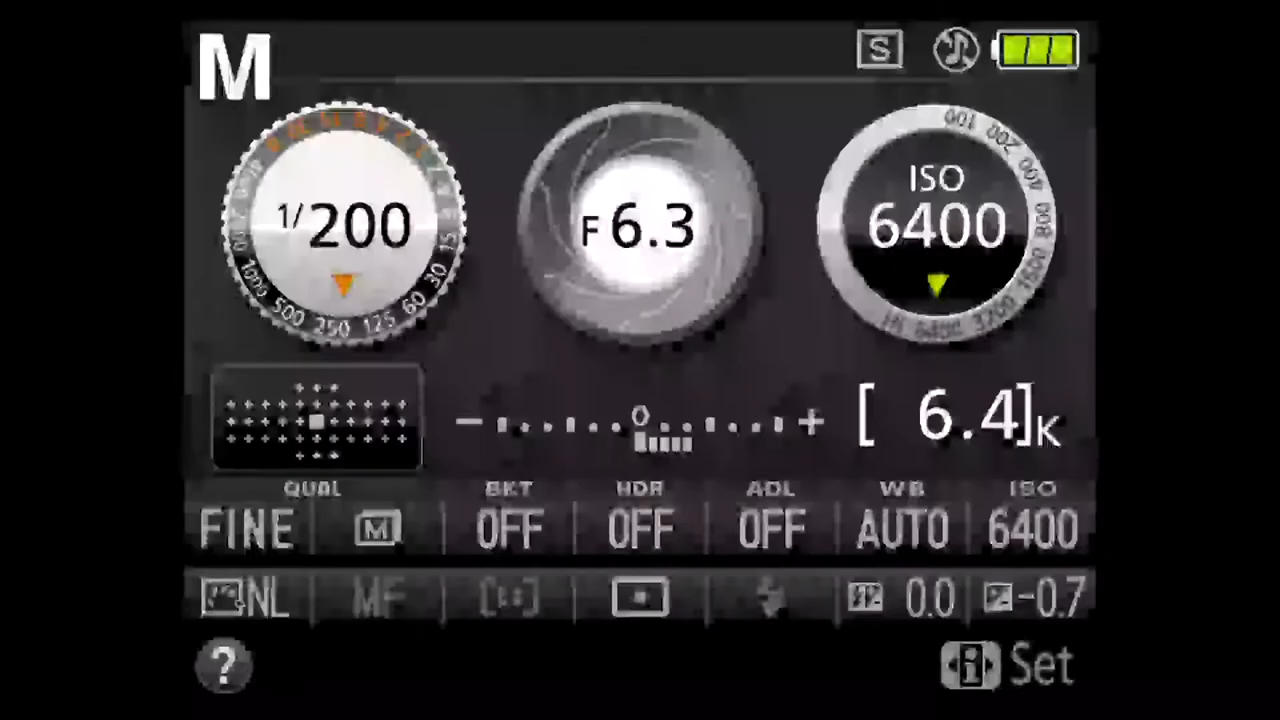 M S
1/200 F6.3 ISO 6400
1000 500 250 125 60 30 15
100 200 400 800 1600 3200 6400 Hi
− 0 + [ 6.4]K
QUAL BKT HDR ADL WB ISO
FINE M OFF OFF OFF AUTO 6400
NL MF 0.0 -0.7
? i Set